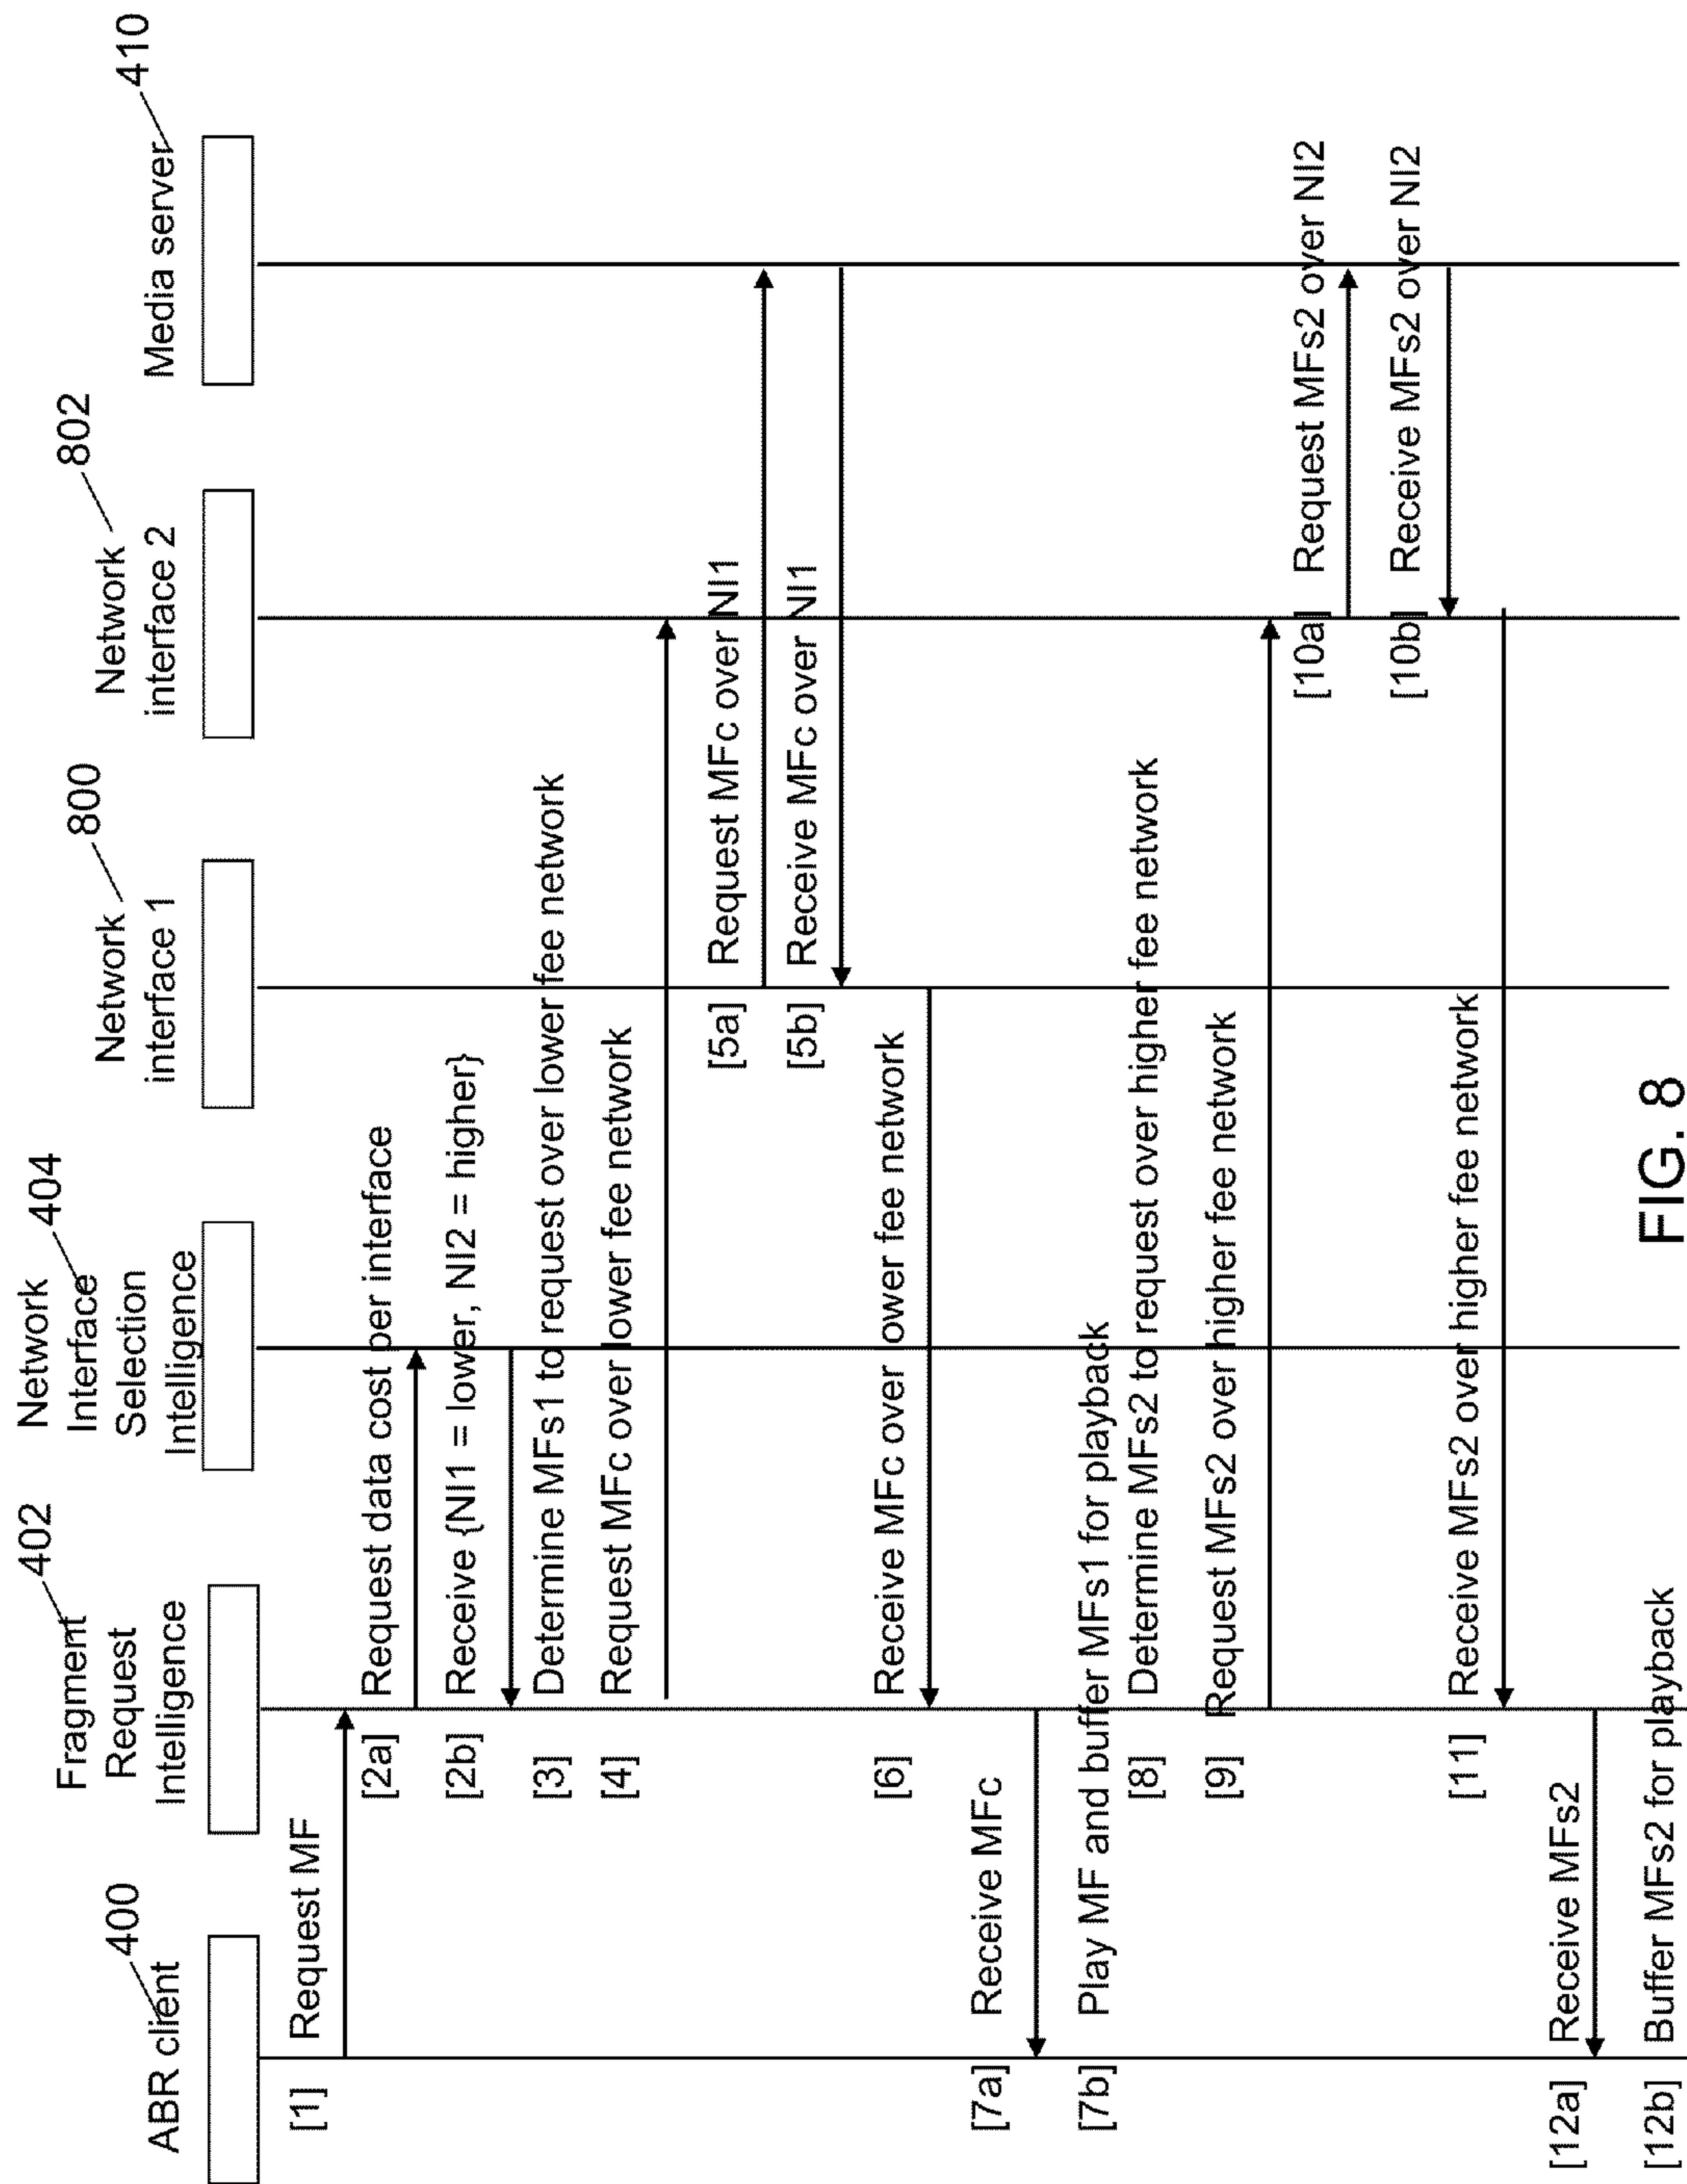 ABR client
400
Fragment
Request
Intelligence
402
Network
Interface
Selection
Intelligence
404
Network
interface 1
800
Network
interface 2
802
Media server
410
[1] Request MF
[2a] Request data cost per interface
[2b] Receive {NI1 = lower, NI2 = higher}
[3] Determine MFs1 to request over lower fee network
[4] Request MFc over lower fee network
[5a] Request MFc over NI1
[5b] Receive MFc over NI1
[6] Receive MFc over lower fee network
[7a] Receive MFc
[7b] Play MF and buffer MFs1 for playback
[8] Determine MFs2 to request over higher fee network
[9] Request MFs2 over higher fee network
[10a] Request MFs2 over NI2
[10b] Receive MFs2 over NI2
[11] Receive MFs2 over higher fee network
[12a] Receive MFs2
[12b] Buffer MFs2 for playback
FIG. 8